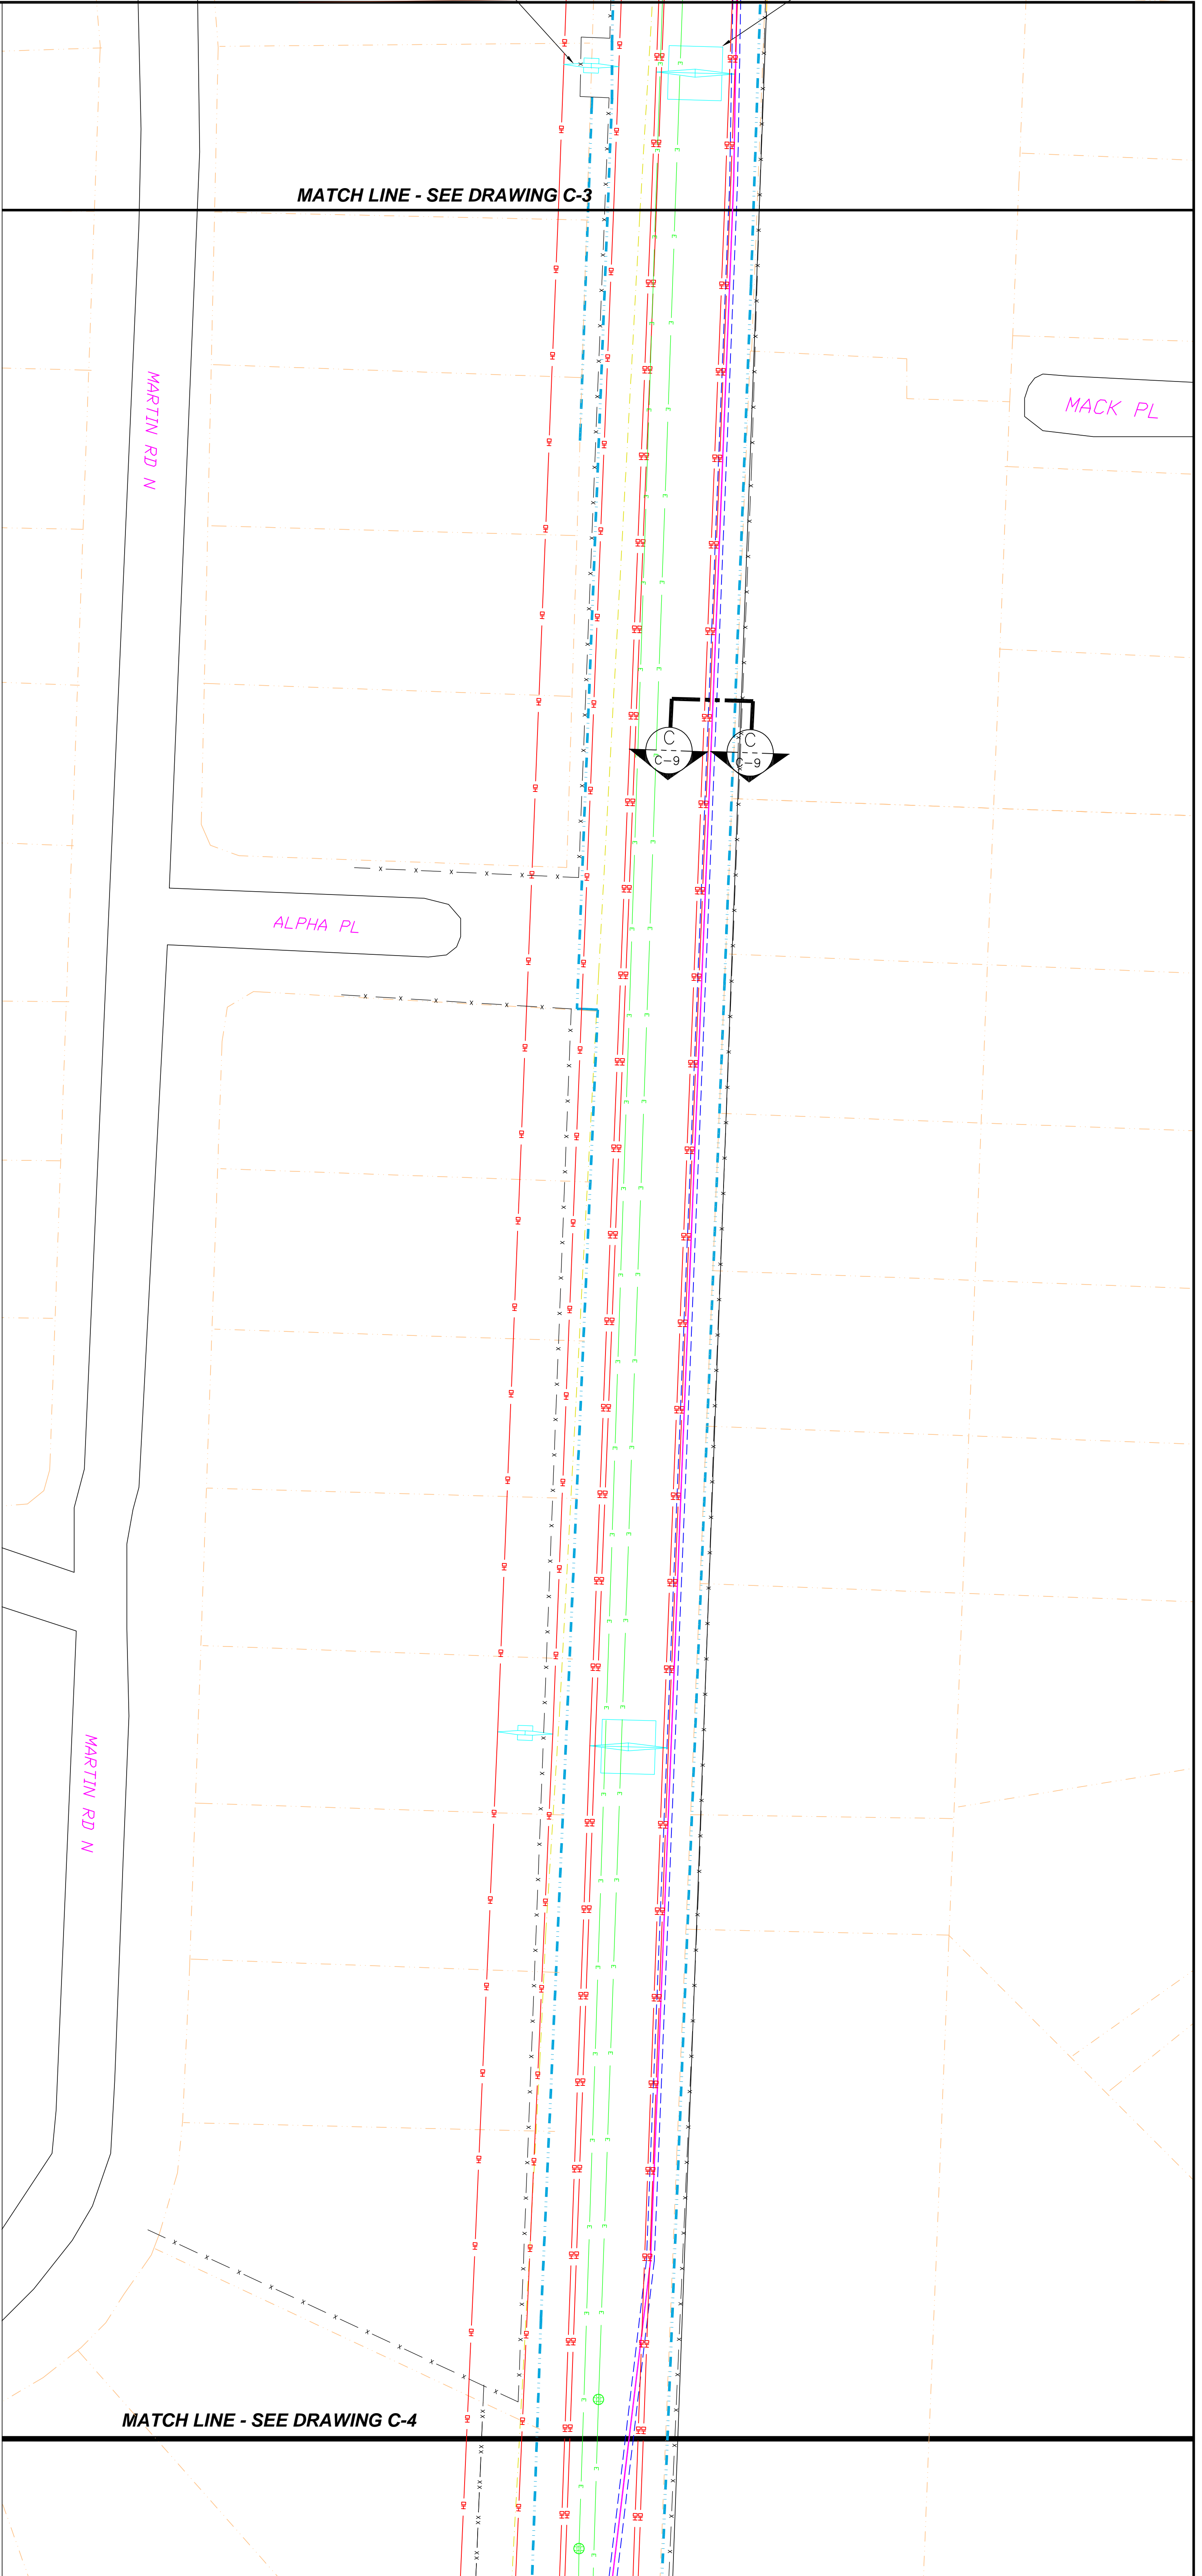 MATCH LINE - SEE DRAWING C-3
MARTIN RD N
MACK PL
C
C-9
C
C-9
ALPHA PL
MARTIN RD N
MATCH LINE - SEE DRAWING C-4